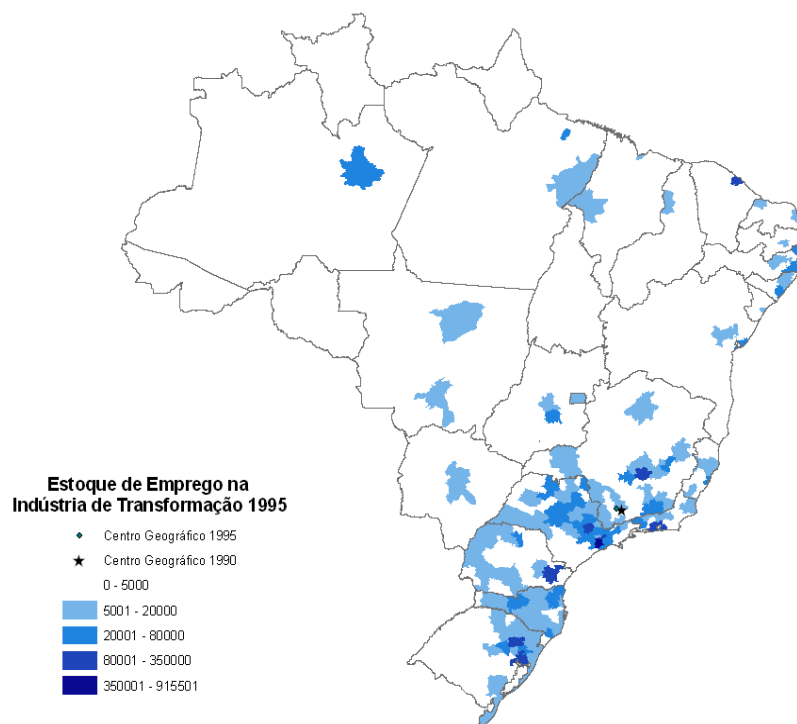 Estoque de Emprego na
Indústria de Transformação 1995
Centro Geográfico 1995
Centro Geográfico 1990
0 - 5000
5001 - 20000
20001 - 80000
80001 - 350000
350001 - 915501